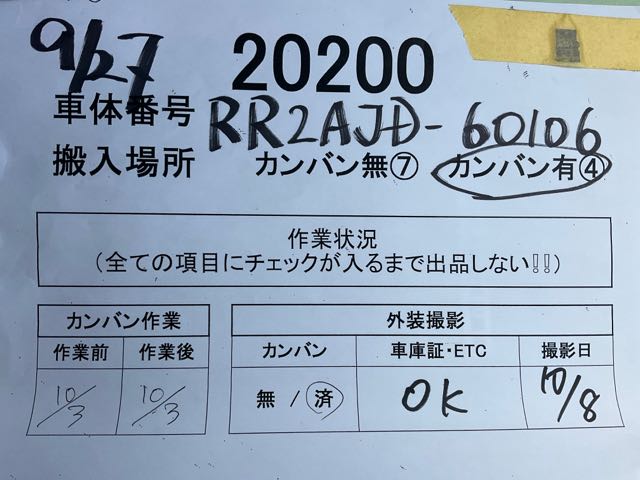 9/27 20200
車体番号 RR2AJD-60106
搬入場所 カンバン無⑦ カンバン有④
作業状況
(全ての項目にチェックが入るまで出品しない!!)
カンバン作業 外装撮影
作業前 作業後 カンバン 車庫証・ETC 撮影日
10/3 10/3 無 / 済 OK 10/8